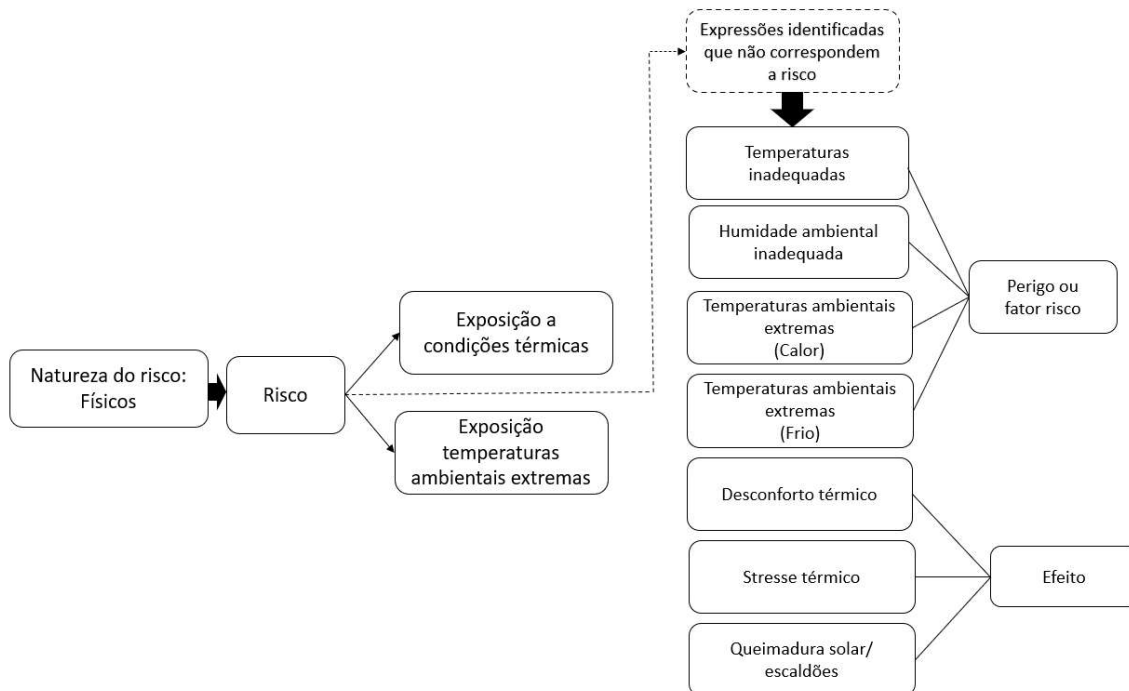 Natureza do risco:
Físicos
Risco
Exposição a
condições térmicas
Exposição
temperaturas
ambientais extremas
Expressões identificadas
que não correspondem
a risco
Temperaturas
inadequadas
Humidade ambiental
inadequada
Temperaturas ambientais
extremas
(Calor)
Temperaturas ambientais
extremas
(Frio)
Perigo ou
fator risco
Desconforto térmico
Stresse térmico
Queimadura solar/
escaldões
Efeito